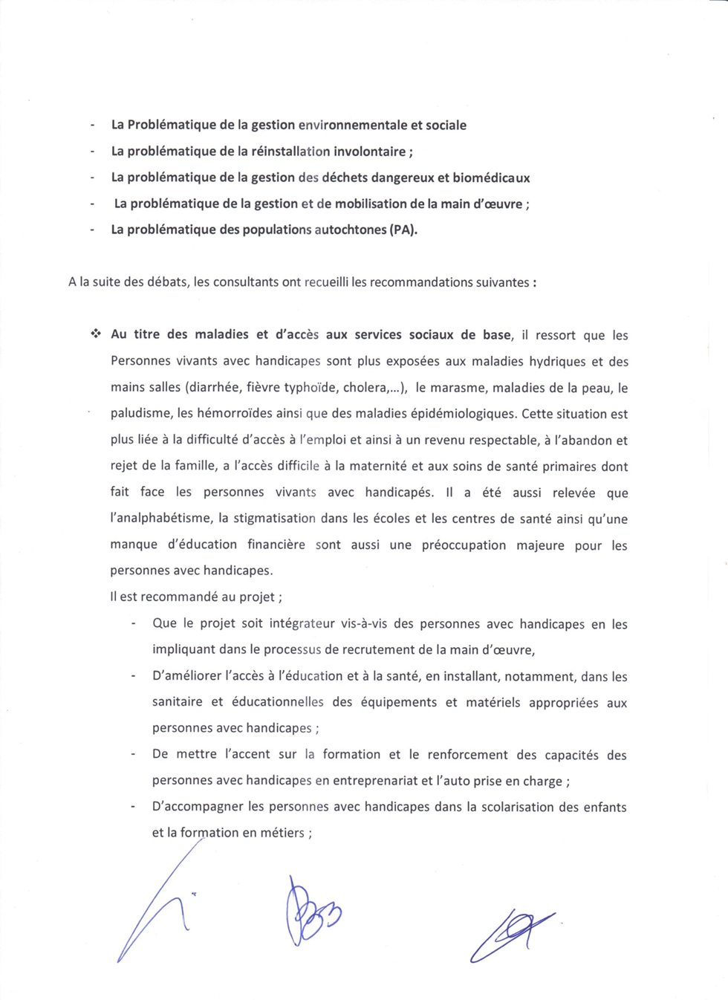 - La Problématique de la gestion environnementale et sociale
- La problématique de la réinstallation involontaire ;
- La problématique de la gestion des déchets dangereux et biomédicaux
- La problématique de la gestion et de mobilisation de la main d'œuvre ;
- La problématique des populations autochtones (PA).
A la suite des débats, les consultants ont recueilli les recommandations suivantes :
❖ Au titre des maladies et d'accès aux services sociaux de base, il ressort que les
Personnes vivants avec handicapes sont plus exposées aux maladies hydriques et des
mains salles (diarrhée, fièvre typhoïde, cholera,...), le marasme, maladies de la peau, le
paludisme, les hémorroïdes ainsi que des maladies épidémiologiques. Cette situation est
plus liée à la difficulté d'accès à l'emploi et ainsi à un revenu respectable, à l'abandon et
rejet de la famille, a l'accès difficile à la maternité et aux soins de santé primaires dont
fait face les personnes vivants avec handicapés. Il a été aussi relevée que
l'analphabétisme, la stigmatisation dans les écoles et les centres de santé ainsi qu'une
manque d'éducation financière sont aussi une préoccupation majeure pour les
personnes avec handicapes.
Il est recommandé au projet ;
- Que le projet soit intégrateur vis-à-vis des personnes avec handicapes en les
impliquant dans le processus de recrutement de la main d'œuvre,
- D'améliorer l'accès à l'éducation et à la santé, en installant, notamment, dans les
sanitaire et éducationnelles des équipements et matériels appropriées aux
personnes avec handicapes ;
- De mettre l'accent sur la formation et le renforcement des capacités des
personnes avec handicapes en entreprenariat et l'auto prise en charge ;
- D'accompagner les personnes avec handicapes dans la scolarisation des enfants
et la formation en métiers ;